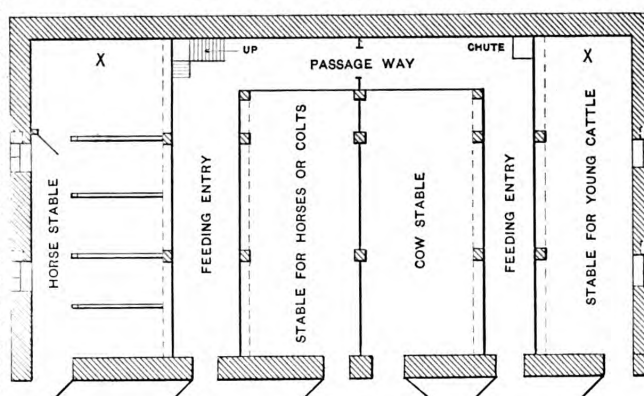 X
UP
CHUTE
X
PASSAGE WAY
HORSE STABLE
FEEDING ENTRY
STABLE FOR HORSES OR COLTS
COW STABLE
FEEDING ENTRY
STABLE FOR YOUNG CATTLE